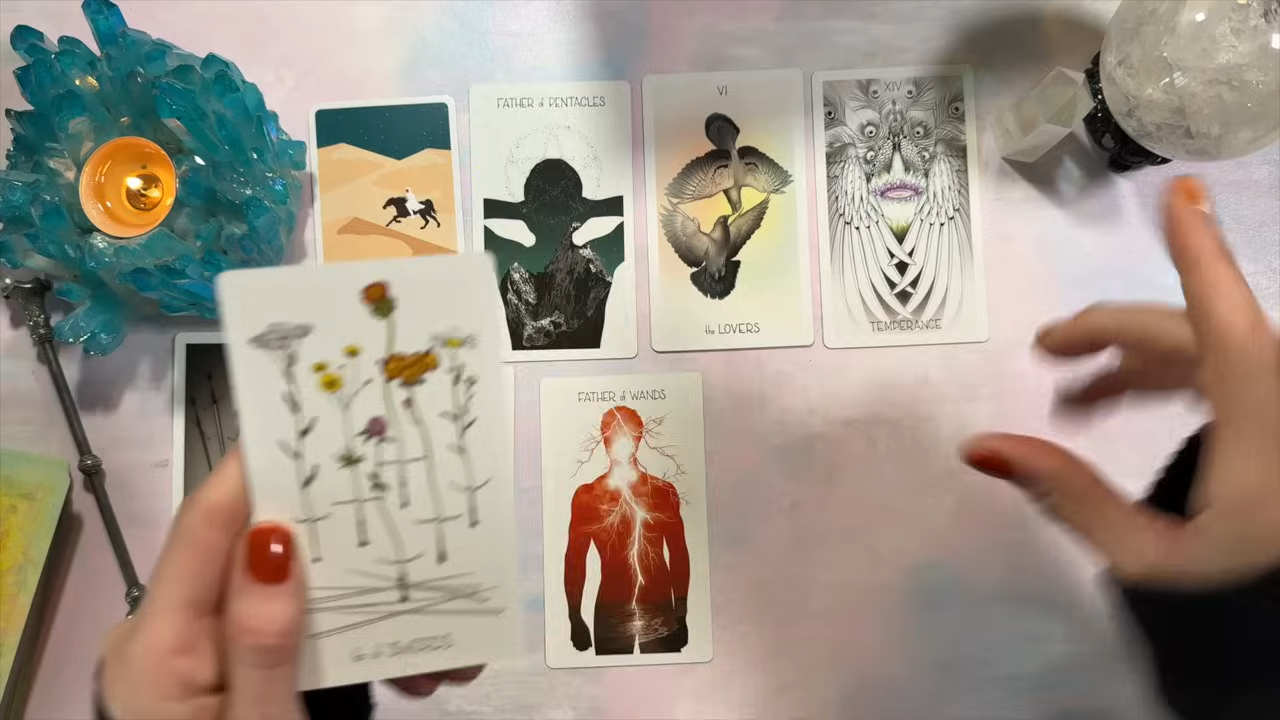 FATHER of PENTACLES
VI
the LOVERS
XIV
TEMPERANCE
FATHER of WANDS